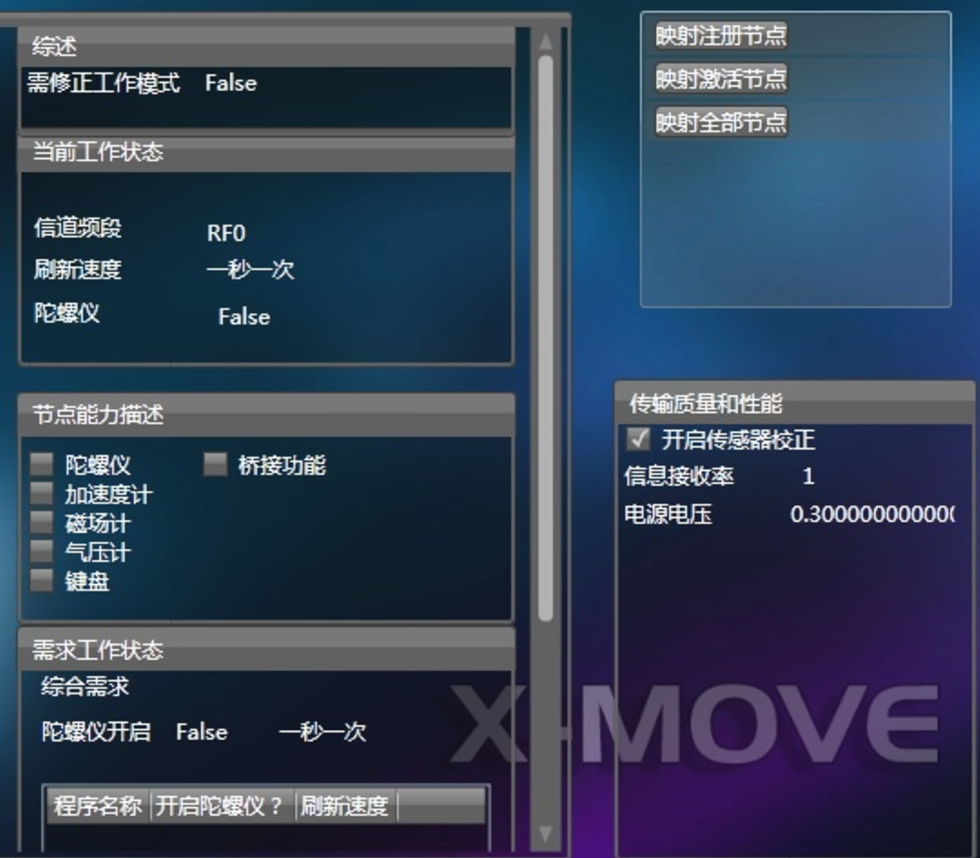 综述
需修正工作模式 False
当前工作状态
信道频段 RF0
刷新速度 一秒一次
陀螺仪 False
节点能力描述
陀螺仪 桥接功能
加速度计
磁场计
气压计
键盘
需求工作状态
综合需求
陀螺仪开启 False 一秒一次
程序名称 开启陀螺仪？ 刷新速度
映射注册节点
映射激活节点
映射全部节点
传输质量和性能
开启传感器校正
信息接收率 1
电源电压 0.30000000000
X-MOVE